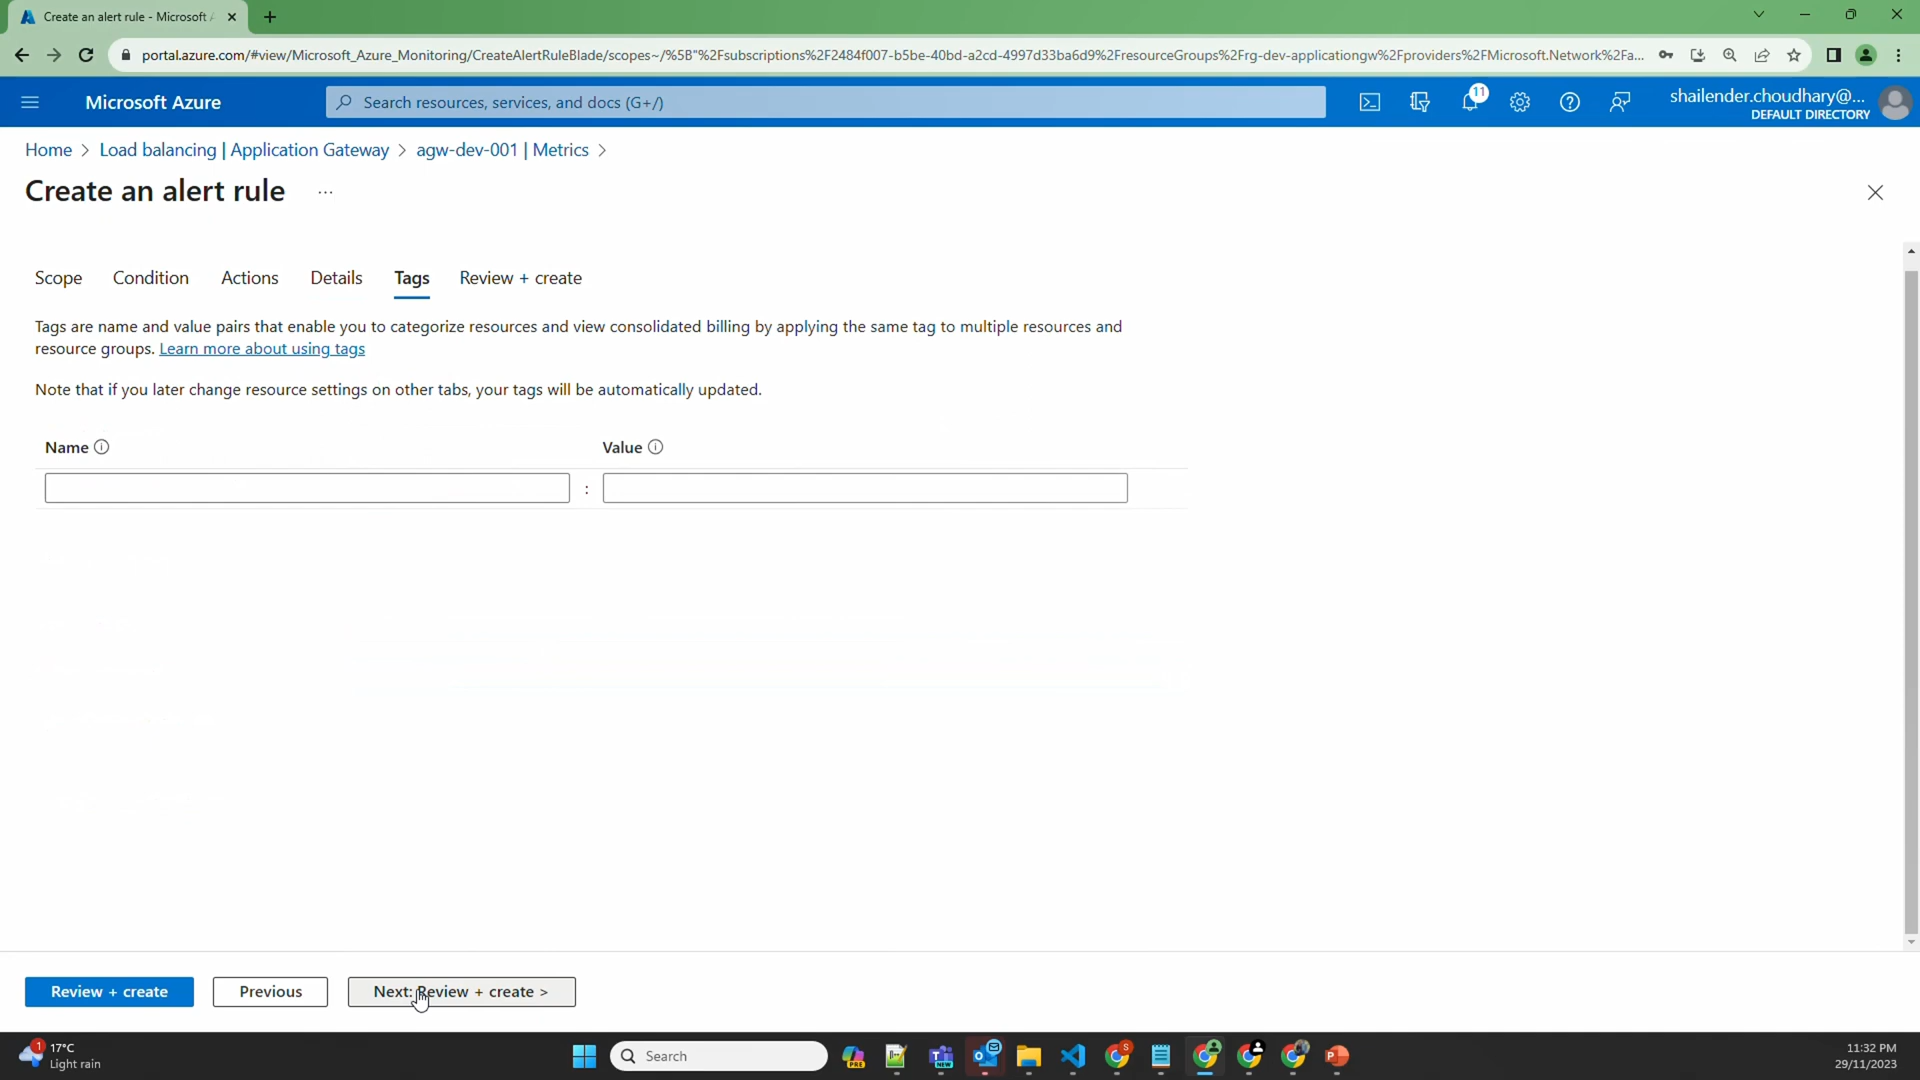 Create an alert rule - Microsoft A
portal.azure.com/#view/Microsoft_Azure_Monitoring/CreateAlertRuleBlade/scopes~/%5B"%2Fsubscriptions%2F2484f007-b5be-40bd-a2cd-4997d33ba6d9%2FresourceGroups%2Frg-dev-applicationgw%2Fproviders%2FMicrosoft.Network%2Fa...
Microsoft Azure
Search resources, services, and docs (G+/)
11
shailender.choudhary@...
DEFAULT DIRECTORY
Home > Load balancing | Application Gateway > agw-dev-001 | Metrics >
Create an alert rule ...
Scope Condition Actions Details Tags Review + create
Tags are name and value pairs that enable you to categorize resources and view consolidated billing by applying the same tag to multiple resources and
resource groups. Learn more about using tags
Note that if you later change resource settings on other tabs, your tags will be automatically updated.
Name Value
:
Review + create Previous Next: Review + create >
1
17°C
Light rain
Search
PRE
NEW
S
P
11:32 PM
29/11/2023